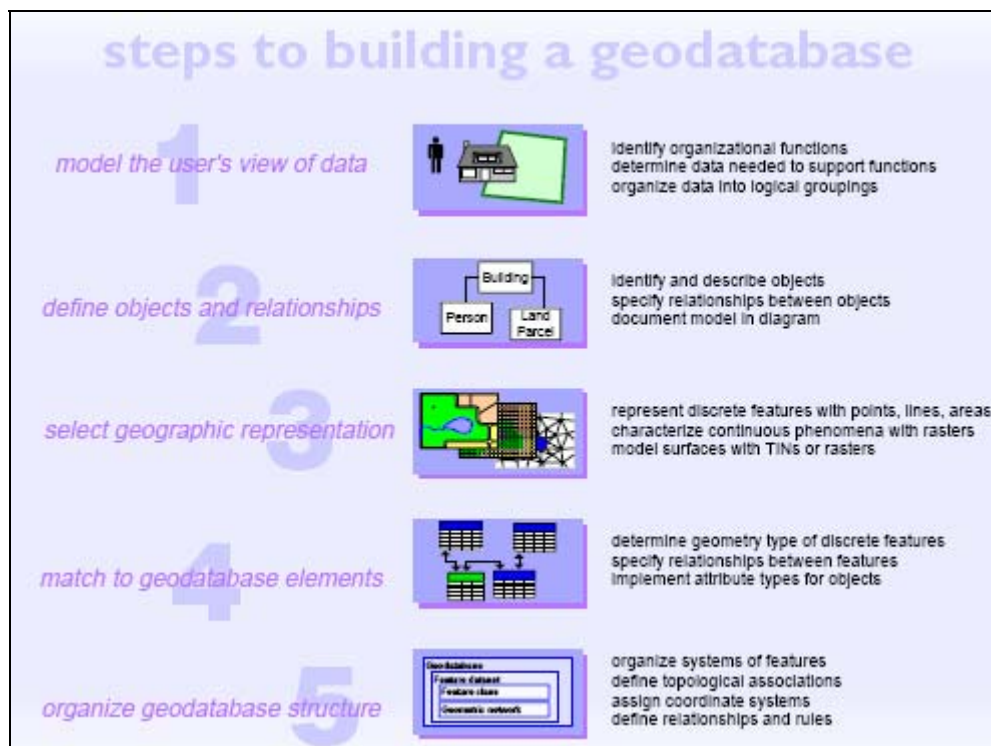 steps to building a geodatabase
1
model the user's view of data
identify organizational functions
determine data needed to support functions
organize data into logical groupings
2
define objects and relationships
Building
Person
Land
Parcel
identify and describe objects
specify relationships between objects
document model in diagram
3
select geographic representation
represent discrete features with points, lines, areas
characterize continuous phenomena with rasters
model surfaces with TINs or rasters
4
match to geodatabase elements
determine geometry type of discrete features
specify relationships between features
implement attribute types for objects
5
organize geodatabase structure
Geodatabase
Feature dataset
Feature class
Geometric network
organize systems of features
define topological associations
assign coordinate systems
define relationships and rules